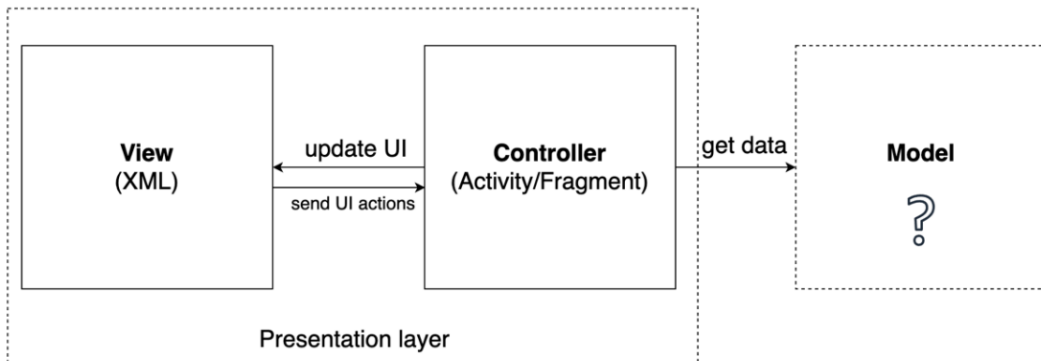 View
(XML)
update UI
send UI actions
Controller
(Activity/Fragment)
get data
Model
?
Presentation layer